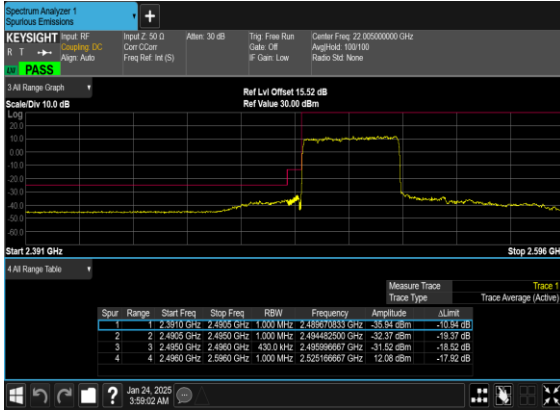 Spectrum Analyzer 1
Spurious Emissions
+
KEYSIGHT Input: RF Input Z: 50 Ω Atten: 30 dB Trig: Free Run Center Freq: 22.005000000 GHz
R T Coupling: DC Corr CCorr Gate: Off Avg|Hold: 100/100
Align: Auto Freq Ref: Int (S) IF Gain: Low Radio Std: None
PASS
3 All Range Graph
Ref Lvl Offset 15.52 dB
Scale/Div 10.0 dB Ref Value 30.00 dBm
Log
20.0
10.0
0.00
-10.0
-20.0
-30.0
-40.0
-50.0
-60.0
Start 2.391 GHz Stop 2.596 GH
4 All Range Table
Measure Trace Trace 1
Trace Type Trace Average (Active)
Spur Range Start Freq Stop Freq RBW Frequency Amplitude ΔLimit
1 1 2.3910 GHz 2.4905 GHz 1.000 MHz 2.489670833 GHz -35.94 dBm -10.94 dB
2 2 2.4905 GHz 2.4950 GHz 1.000 MHz 2.494482500 GHz -32.37 dBm -19.37 dB
3 3 2.4950 GHz 2.4960 GHz 430.0 kHz 2.495996667 GHz -31.52 dBm -18.52 dB
4 4 2.4960 GHz 2.5960 GHz 1.000 MHz 2.525166667 GHz 12.08 dBm -17.92 dB
? Jan 24, 2025
3:59:02 AM